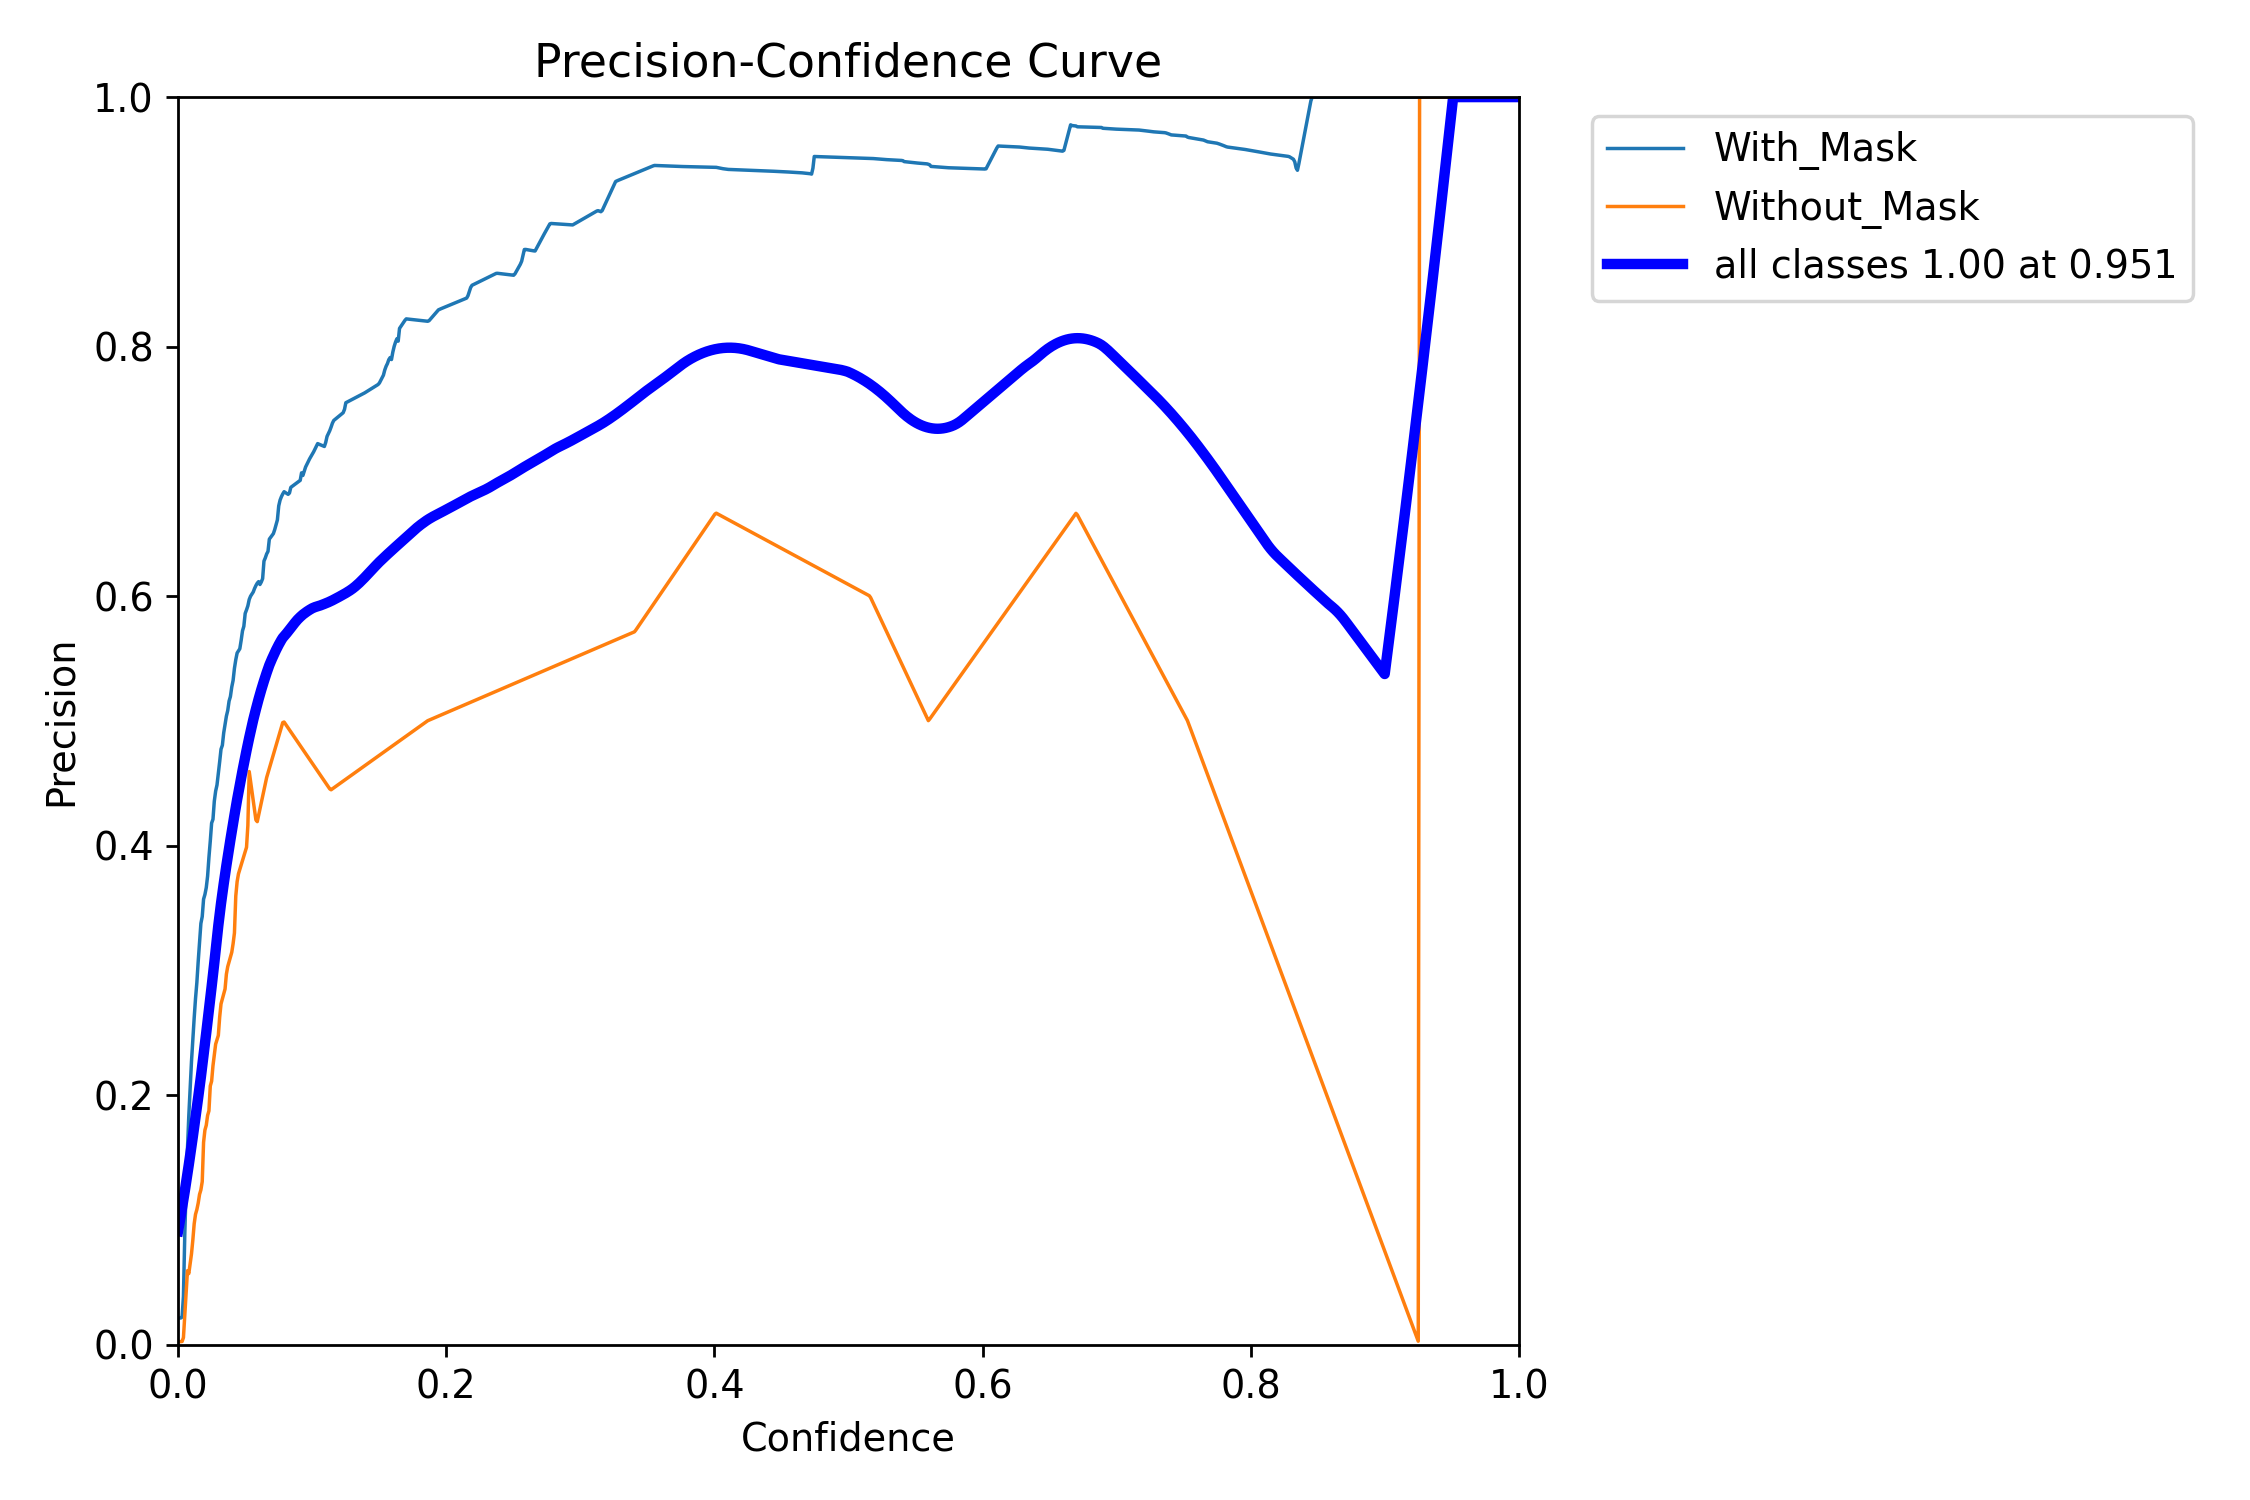 Precision-Confidence Curve
1.0
0.8
0.6
0.4
0.2
0.0
Precision
0.0 0.2 0.4 0.6 0.8 1.0
Confidence
With_Mask
Without_Mask
all classes 1.00 at 0.951